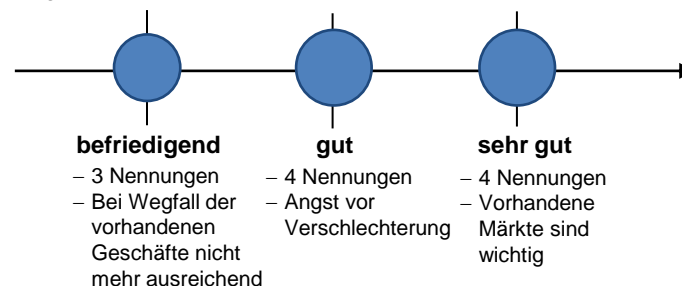 befriedigend
– 3 Nennungen
– Bei Wegfall der
vorhandenen
Geschäfte nicht
mehr ausreichend
gut
– 4 Nennungen
– Angst vor
Verschlechterung
sehr gut
– 4 Nennungen
– Vorhandene
Märkte sind
wichtig